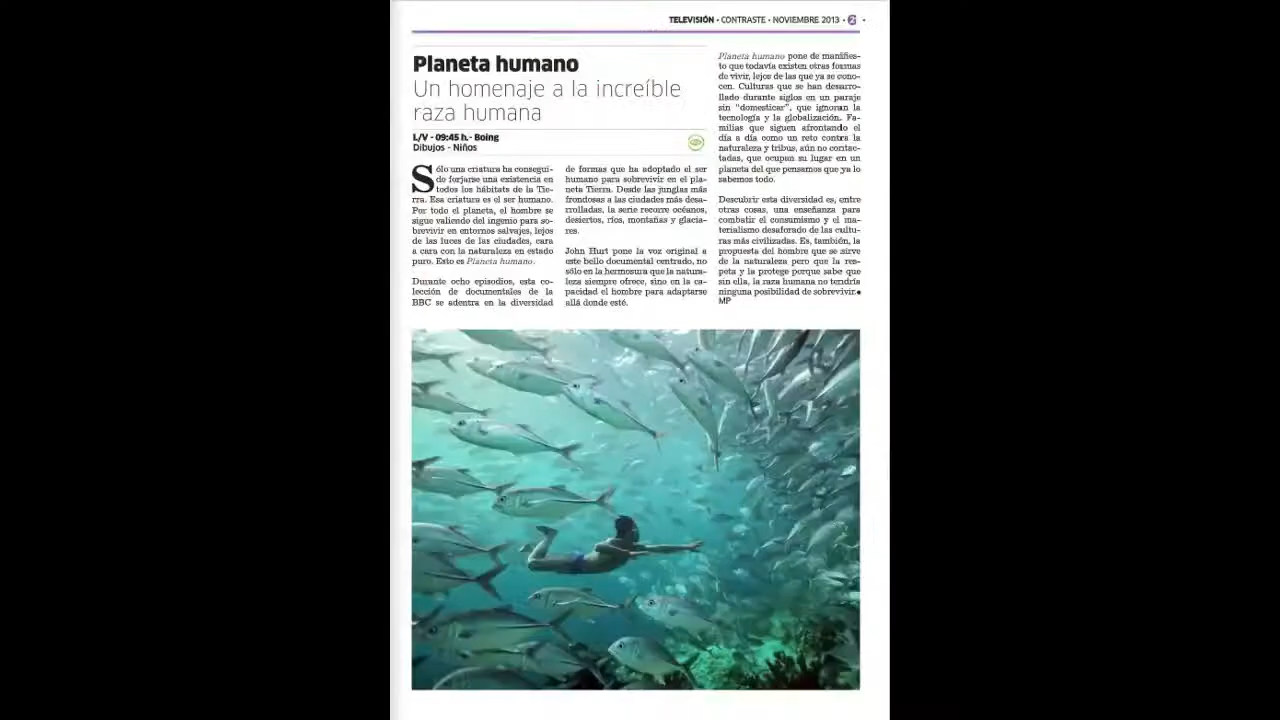 TELEVISIÓN • CONTRASTE • NOVIEMBRE 2013 •
Planeta humano
Un homenaje a la increíble
raza humana
L/V - 09:45 h.- Boing
Dibujos - Niños
Sólo una criatura ha consegui-
do forjarse una existencia en
todos los hábitats de la Tie-
rra. Esa criatura es el ser humano.
Por todo el planeta, el hombre se
sigue valiendo del ingenio para so-
brevivir en entornos salvajes, lejos
de las luces de las ciudades, cara
a cara con la naturaleza en estado
puro. Esto es Planeta humano.
Durante ocho episodios, esta co-
lección de documentales de la
BBC se adentra en la diversidad
de formas que ha adoptado el ser
humano para sobrevivir en el pla-
neta Tierra. Desde las junglas más
frondosas a las ciudades más desa-
rrolladas, la serie recorre océanos,
desiertos, ríos, montañas y glacia-
res.
John Hurt pone la voz original a
este bello documental centrado, no
sólo en la hermosura que la natura-
leza siempre ofrece, sino en la ca-
pacidad el hombre para adaptarse
allá donde esté.
Planeta humano pone de manifies-
to que todavía existen otras formas
de vivir, lejos de las que ya se cono-
cen. Culturas que se han desarro-
llado durante siglos en un paraje
sin "domesticar", que ignoran la
tecnología y la globalización. Fa-
milias que siguen afrontando el
día a día como un reto contra la
naturaleza y tribus, aún no contac-
tadas, que ocupan su lugar en un
planeta del que pensamos que ya lo
sabemos todo.
Descubrir esta diversidad es, entre
otras cosas, una enseñanza para
combatir el consumismo y el ma-
terialismo desaforado de las cultu-
ras más civilizadas. Es, también, la
propuesta del hombre que se sirve
de la naturaleza pero que la res-
peta y la protege porque sabe que
sin ella, la raza humana no tendría
ninguna posibilidad de sobrevivir.●
MP